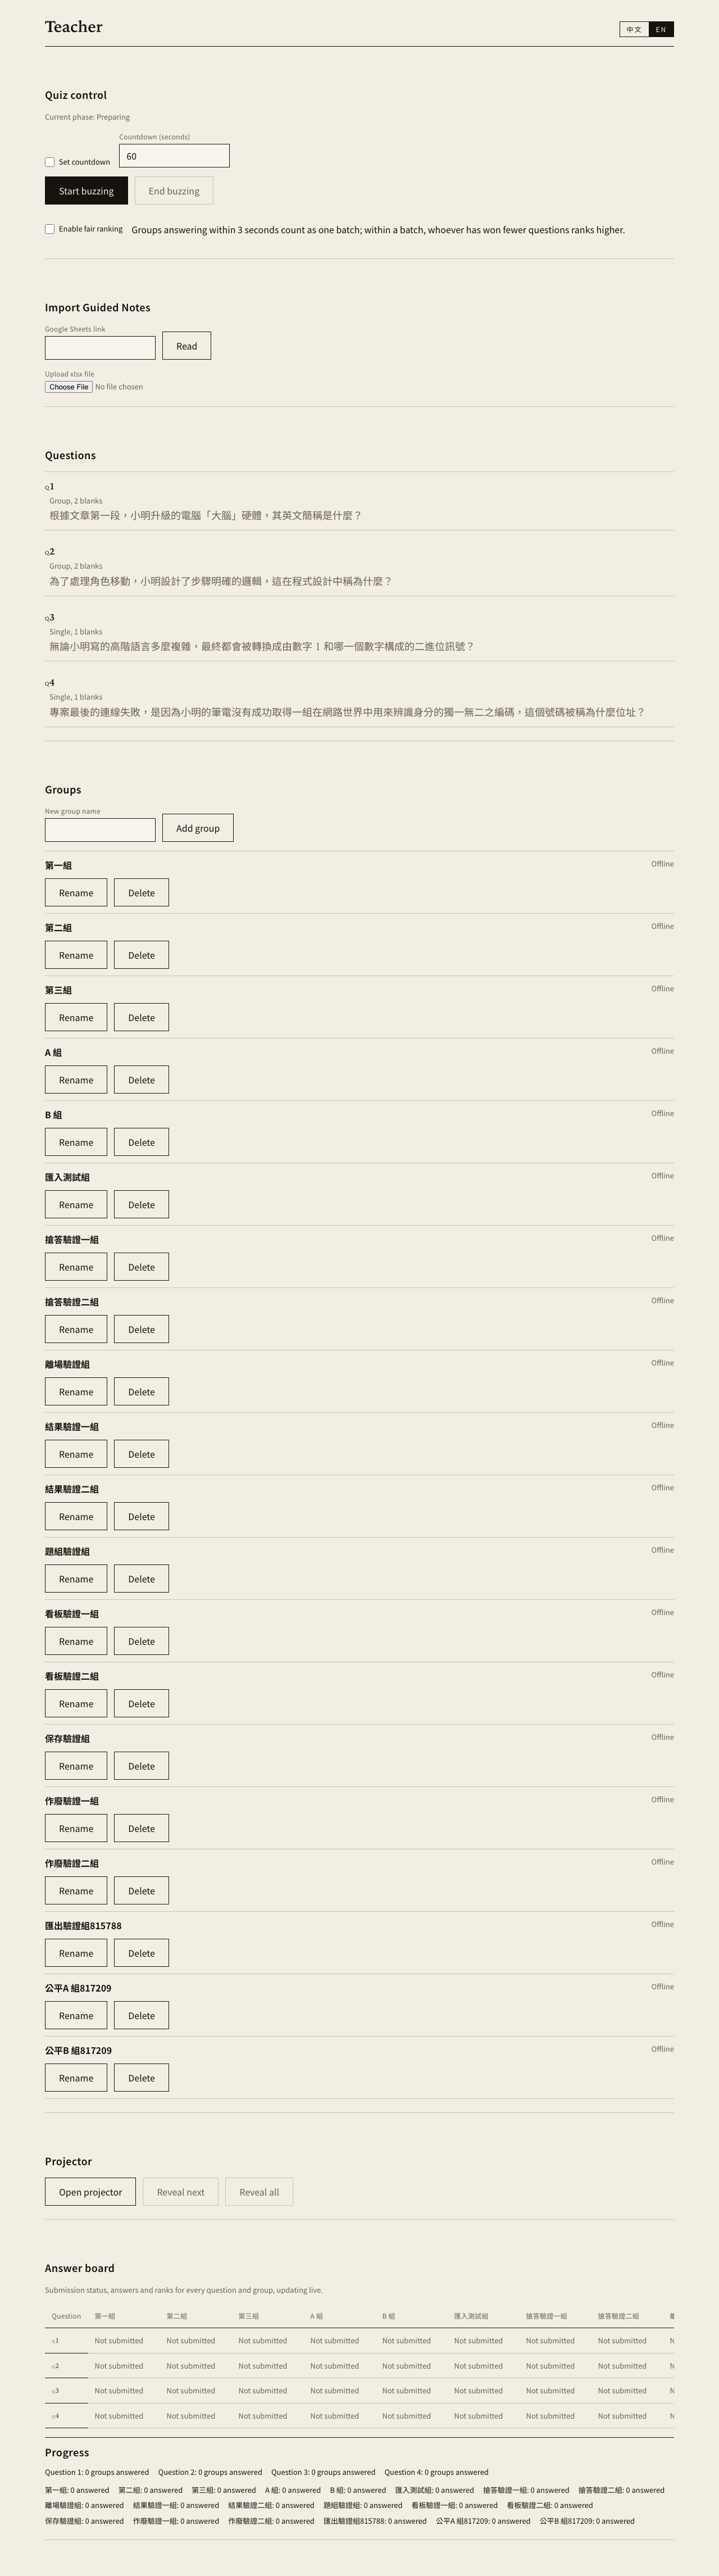 Teacher
中文 EN
Quiz control
Current phase: Preparing
Countdown (seconds)
Set countdown 60
Start buzzing End buzzing
Enable fair ranking Groups answering within 3 seconds count as one batch; within a batch, whoever has won fewer questions ranks higher.
Import Guided Notes
Google Sheets link
Read
Upload xlsx file
Choose File No file chosen
Questions
Q1
Group, 2 blanks
根據文章第一段，小明升級的電腦「大腦」硬體，其英文簡稱是什麼？
Q2
Group, 2 blanks
為了處理角色移動，小明設計了步驟明確的邏輯，這在程式設計中稱為什麼？
Q3
Single, 1 blanks
無論小明寫的高階語言多麼複雜，最終都會被轉換成由數字 1 和哪一個數字構成的二進位訊號？
Q4
Single, 1 blanks
專案最後的連線失敗，是因為小明的筆電沒有成功取得一組在網路世界中用來辨識身分的獨一無二之編碼，這個號碼被稱為什麼位址？
Groups
New group name
Add group
第一組 Offline
Rename Delete
第二組 Offline
Rename Delete
第三組 Offline
Rename Delete
A 組 Offline
Rename Delete
B 組 Offline
Rename Delete
匯入測試組 Offline
Rename Delete
搶答驗證一組 Offline
Rename Delete
搶答驗證二組 Offline
Rename Delete
離場驗證組 Offline
Rename Delete
結果驗證一組 Offline
Rename Delete
結果驗證二組 Offline
Rename Delete
題組驗證組 Offline
Rename Delete
看板驗證一組 Offline
Rename Delete
看板驗證二組 Offline
Rename Delete
保存驗證組 Offline
Rename Delete
作廢驗證一組 Offline
Rename Delete
作廢驗證二組 Offline
Rename Delete
匯出驗證組815788 Offline
Rename Delete
公平A 組817209 Offline
Rename Delete
公平B 組817209 Offline
Rename Delete
Projector
Open projector Reveal next Reveal all
Answer board
Submission status, answers and ranks for every question and group, updating live.
Question 第一組 第二組 第三組 A 組 B 組 匯入測試組 搶答驗證一組 搶答驗證二組
Q1 Not submitted Not submitted Not submitted Not submitted Not submitted Not submitted Not submitted Not submitted
Q2 Not submitted Not submitted Not submitted Not submitted Not submitted Not submitted Not submitted Not submitted
Q3 Not submitted Not submitted Not submitted Not submitted Not submitted Not submitted Not submitted Not submitted
Q4 Not submitted Not submitted Not submitted Not submitted Not submitted Not submitted Not submitted Not submitted
Progress
Question 1: 0 groups answered Question 2: 0 groups answered Question 3: 0 groups answered Question 4: 0 groups answered
第一組: 0 answered 第二組: 0 answered 第三組: 0 answered A 組: 0 answered B 組: 0 answered 匯入測試組: 0 answered 搶答驗證一組: 0 answered 搶答驗證二組: 0 answered
離場驗證組: 0 answered 結果驗證一組: 0 answered 結果驗證二組: 0 answered 題組驗證組: 0 answered 看板驗證一組: 0 answered 看板驗證二組: 0 answered
保存驗證組: 0 answered 作廢驗證一組: 0 answered 作廢驗證二組: 0 answered 匯出驗證組815788: 0 answered 公平A 組817209: 0 answered 公平B 組817209: 0 answered